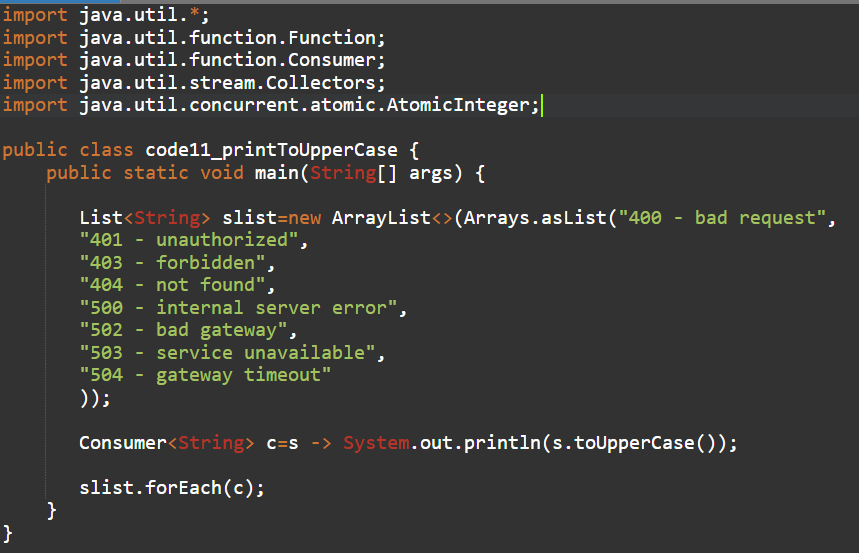 import java.util.*;
import java.util.function.Function;
import java.util.function.Consumer;
import java.util.stream.Collectors;
import java.util.concurrent.atomic.AtomicInteger;

public class code11_printToUpperCase {
    public static void main(String[] args) {

       List<String> slist=new ArrayList<>(Arrays.asList("400 - bad request",
       "401 - unauthorized",
       "403 - forbidden",
       "404 - not found",
       "500 - internal server error",
       "502 - bad gateway",
       "503 - service unavailable",
       "504 - gateway timeout"
       ));

       Consumer<String> c=s -> System.out.println(s.toUpperCase());

       slist.forEach(c);
    }
}